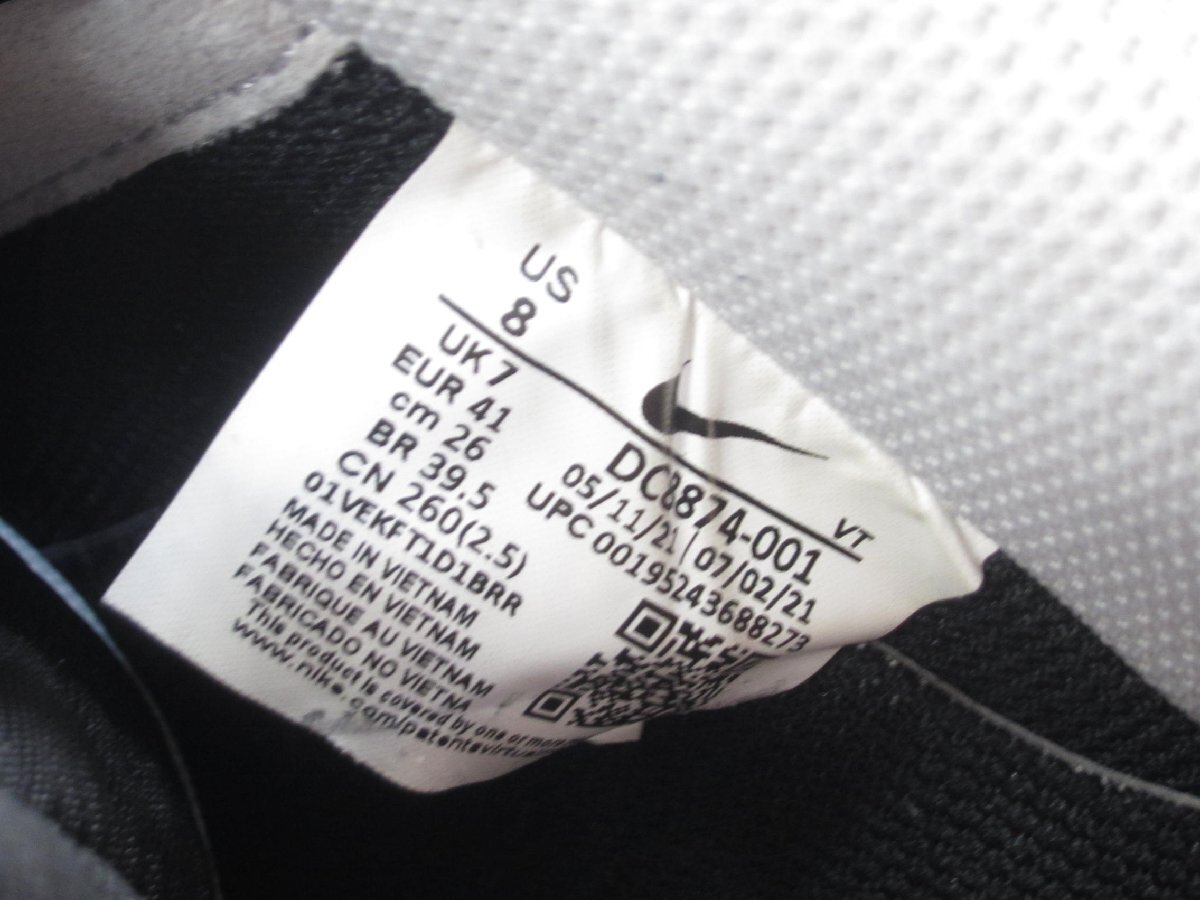 US
8
UK 7
EUR 41
cm 26
BR 39.5
CN 260(2.5)
01VEKFT1D1BRR
MADE IN VIETNAM
HECHO EN VIETNAM
FABRIQUE AU VIETNAM
FABRICADO NO VIETNA
This product is covered by one or more
www.nike.com/patents
VT
DC8874-001
05/11/21 07/02/21
UPC 00195243688273